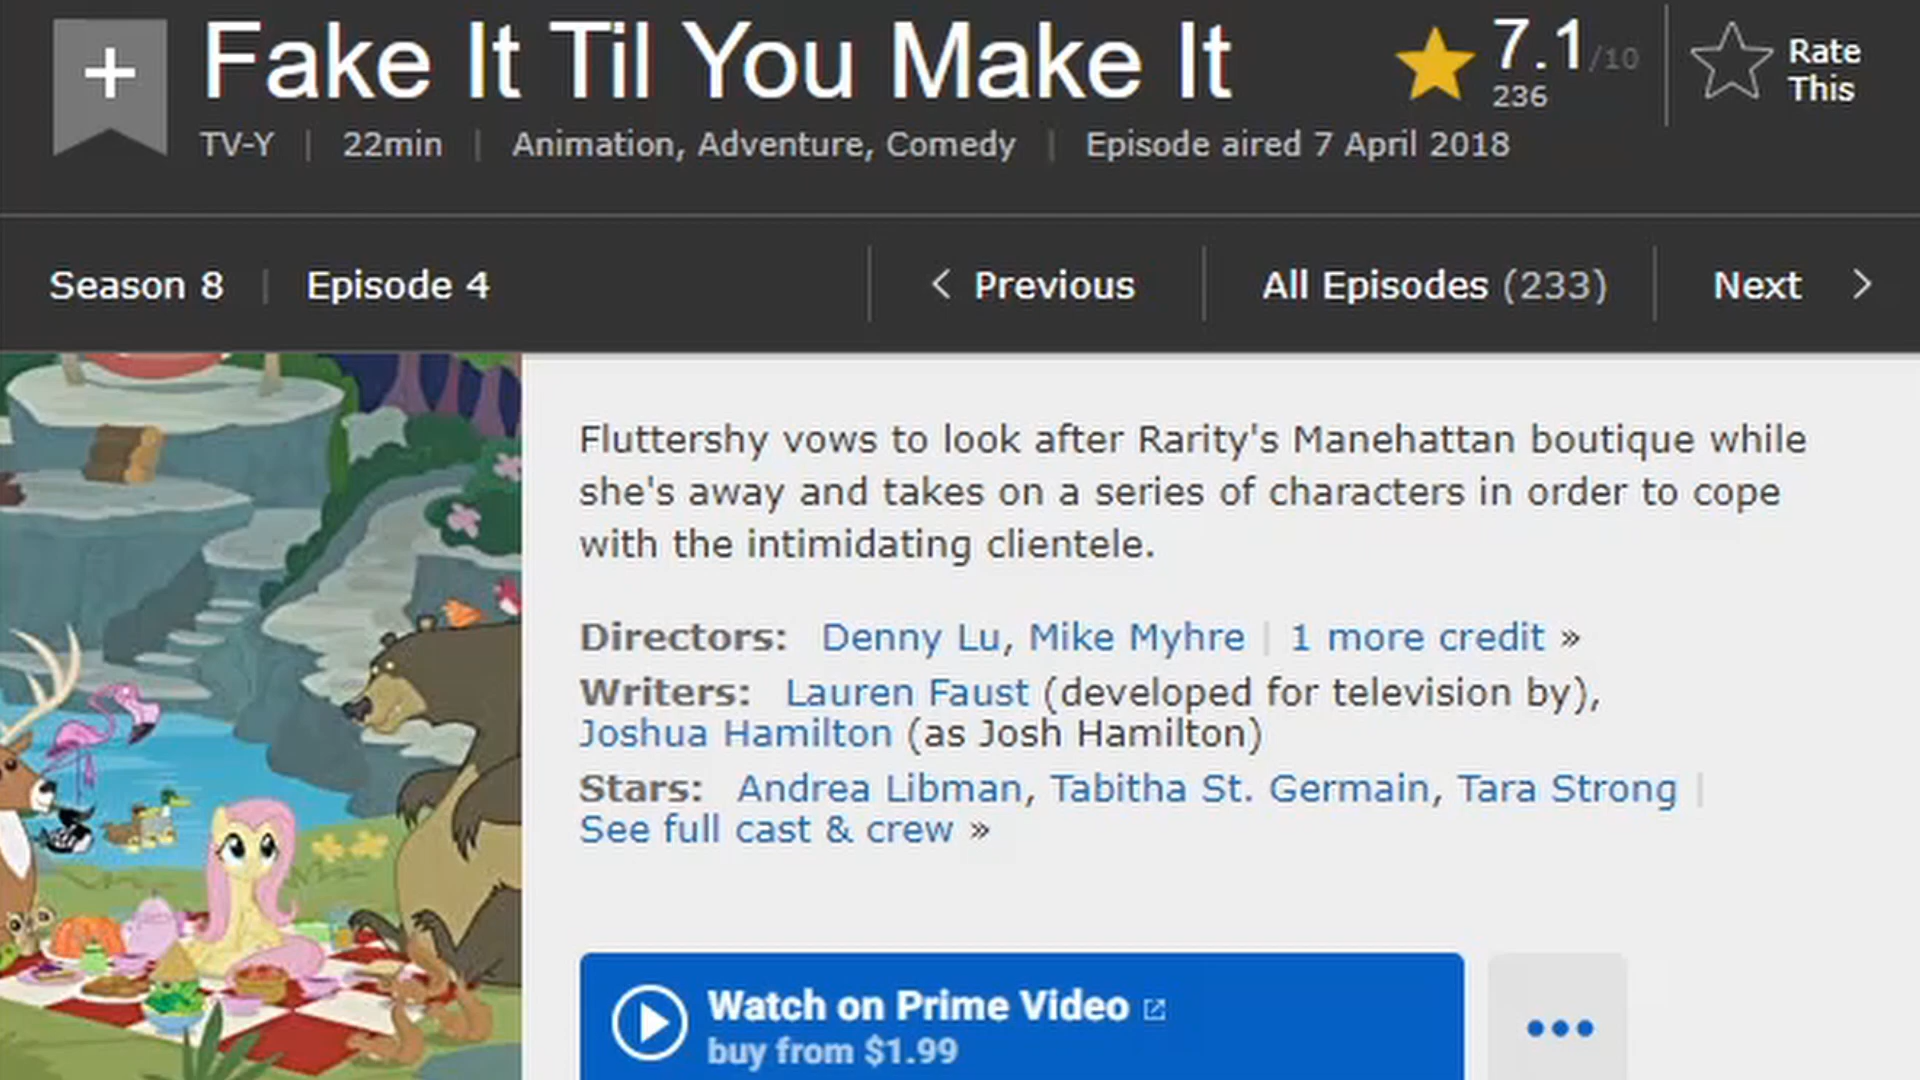 Fake It Til You Make It
7.1/10
236
Rate
This
TV-Y | 22min | Animation, Adventure, Comedy | Episode aired 7 April 2018
Season 8 | Episode 4
Previous
All Episodes (233)
Next
Fluttershy vows to look after Rarity's Manehattan boutique while
she's away and takes on a series of characters in order to cope
with the intimidating clientele.
Directors: Denny Lu, Mike Myhre | 1 more credit »
Writers: Lauren Faust (developed for television by),
Joshua Hamilton (as Josh Hamilton)
Stars: Andrea Libman, Tabitha St. Germain, Tara Strong |
See full cast & crew »
Watch on Prime Video
buy from $1.99